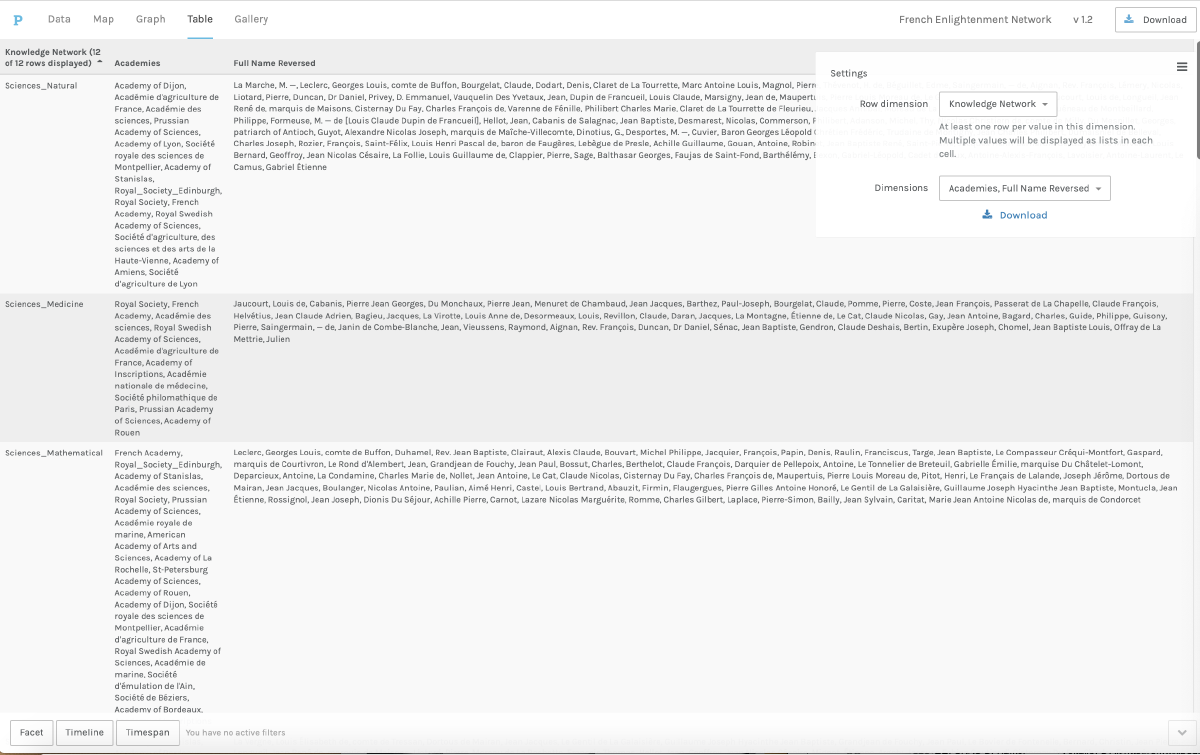 P Data Map Graph Table Gallery French Enlightenment Network v 1.2 Download
Knowledge Network (12 of 12 rows displayed) Academies Full Name Reversed
Settings
Row dimension Knowledge Network
At least one row per value in this dimension.
Multiple values will be displayed as lists in each
cell.
Dimensions Academies, Full Name Reversed
Download
Sciences_Natural
Academy of Dijon,
Académie d'agriculture de
France, Académie des
sciences, Prussian
Academy of Sciences,
Academy of Lyon, Société
royale des sciences de
Montpellier, Academy of
Stanislas,
Royal_Society_Edinburgh,
Royal Society, French
Academy, Royal Swedish
Academy of Sciences,
Société d'agriculture, des
sciences et des arts de la
Haute-Vienne, Academy of
Amiens, Société
d'agriculture de Lyon
La Marche, M. —, Leclerc, Georges Louis, comte de Buffon, Bourgelat, Claude, Dodart, Denis, Claret de La Tourrette, Marc Antoine Louis, Magnol, Pierre
Liotard, Pierre, Duncan, Dr Daniel, Privey, D. Emmanuel, Vauquelin Des Yvetaux, Jean, Dupin de Francueil, Louis Claude, Marsigny, Jean de, Maupertu
René de, marquis de Maisons, Cisternay Du Fay, Charles François de, Varenne de Fénille, Philibert Charles Marie, Claret de La Tourrette de Fleurieu,
Philippe, Formeuse, M. — de [Louis Claude Dupin de Francueil], Hellot, Jean, Cabanis de Salagnac, Jean Baptiste, Desmarest, Nicolas, Commerson, P
patriarch of Antioch, Guyot, Alexandre Nicolas Joseph, marquis de Maîche-Villecomte, Dinotius, G., Desportes, M. —, Cuvier, Baron Georges Léopold C
Charles Joseph, Rozier, François, Saint-Félix, Louis Henri Pascal de, baron de Faugères, Lebègue de Presle, Achille Guillaume, Gouan, Antoine, Robin
Bernard, Geoffroy, Jean Nicolas Césaire, La Follie, Louis Guillaume de, Clappier, Pierre, Sage, Balthasar Georges, Faujas de Saint-Fond, Barthélémy, B
Camus, Gabriel Étienne
Sciences_Medicine
Royal Society, French
Academy, Académie des
sciences, Royal Swedish
Academy of Sciences,
Académie d'agriculture de
France, Academy of
Inscriptions, Académie
nationale de médecine,
Société philomathique de
Paris, Prussian Academy
of Sciences, Academy of
Rouen
Jaucourt, Louis de, Cabanis, Pierre Jean Georges, Du Monchaux, Pierre Jean, Menuret de Chambaud, Jean Jacques, Barthez, Paul-Joseph, Bourgelat, Claude, Pomme, Pierre, Coste, Jean François, Passerat de La Chapelle, Claude François,
Helvétius, Jean Claude Adrien, Bagieu, Jacques, La Virotte, Louis Anne de, Desormeaux, Louis, Revillon, Claude, Daran, Jacques, La Montagne, Étienne de, Le Cat, Claude Nicolas, Gay, Jean Antoine, Bagard, Charles, Guide, Philippe, Guisony,
Pierre, Saingermain, — de, Janin de Combe-Blanche, Jean, Vieussens, Raymond, Aignan, Rev. François, Duncan, Dr Daniel, Sénac, Jean Baptiste, Gendron, Claude Deshais, Bertin, Exupère Joseph, Chomel, Jean Baptiste Louis, Offray de La
Mettrie, Julien
Sciences_Mathematical
French Academy,
Royal_Society_Edinburgh,
Academy of Stanislas,
Académie des sciences,
Royal Society, Prussian
Academy of Sciences,
Académie royale de
marine, American
Academy of Arts and
Sciences, Academy of La
Rochelle, St-Petersburg
Academy of Sciences,
Academy of Rouen,
Academy of Dijon, Société
royale des sciences de
Montpellier, Académie
d'agriculture de France,
Royal Swedish Academy of
Sciences, Académie de
marine, Société
d'émulation de l'Ain,
Société de Béziers,
Academy of Bordeaux,
Leclerc, Georges Louis, comte de Buffon, Duhamel, Rev. Jean Baptiste, Clairaut, Alexis Claude, Bouvart, Michel Philippe, Jacquier, François, Papin, Denis, Raulin, Franciscus, Targe, Jean Baptiste, Le Compasseur Créqui-Montfort, Gaspard,
marquis de Courtivron, Le Rond d'Alembert, Jean, Grandjean de Fouchy, Jean Paul, Bossut, Charles, Berthelot, Claude François, Darquier de Pellepoix, Antoine, Le Tonnelier de Breteuil, Gabrielle Émilie, marquise Du Châtelet-Lomont,
Deparcieux, Antoine, La Condamine, Charles Marie de, Nollet, Jean Antoine, Le Cat, Claude Nicolas, Cisternay Du Fay, Charles François de, Maupertuis, Pierre Louis Moreau de, Pitot, Henri, Le Français de Lalande, Joseph Jérôme, Dortous de
Mairan, Jean Jacques, Boulanger, Nicolas Antoine, Paulian, Aimé Henri, Castel, Louis Bertrand, Abauzit, Firmin, Flaugergues, Pierre Gilles Antoine Honoré, Le Gentil de La Galaisière, Guillaume Joseph Hyacinthe Jean Baptiste, Montucla, Jean
Étienne, Rossignol, Jean Joseph, Dionis Du Séjour, Achille Pierre, Carnot, Lazare Nicolas Marguérite, Romme, Charles Gilbert, Laplace, Pierre-Simon, Bailly, Jean Sylvain, Caritat, Marie Jean Antoine Nicolas de, marquis de Condorcet
Facet Timeline Timespan You have no active filters